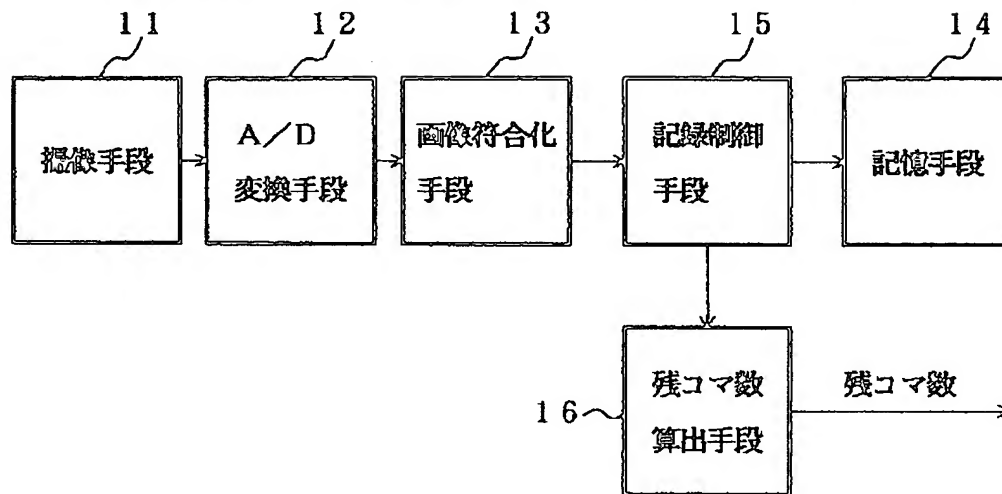 11
12
13
15
14
撮像手段
A/D
変換手段
画像符合化
手段
記録制御
手段
記憶手段
16
残コマ数
算出手段
残コマ数